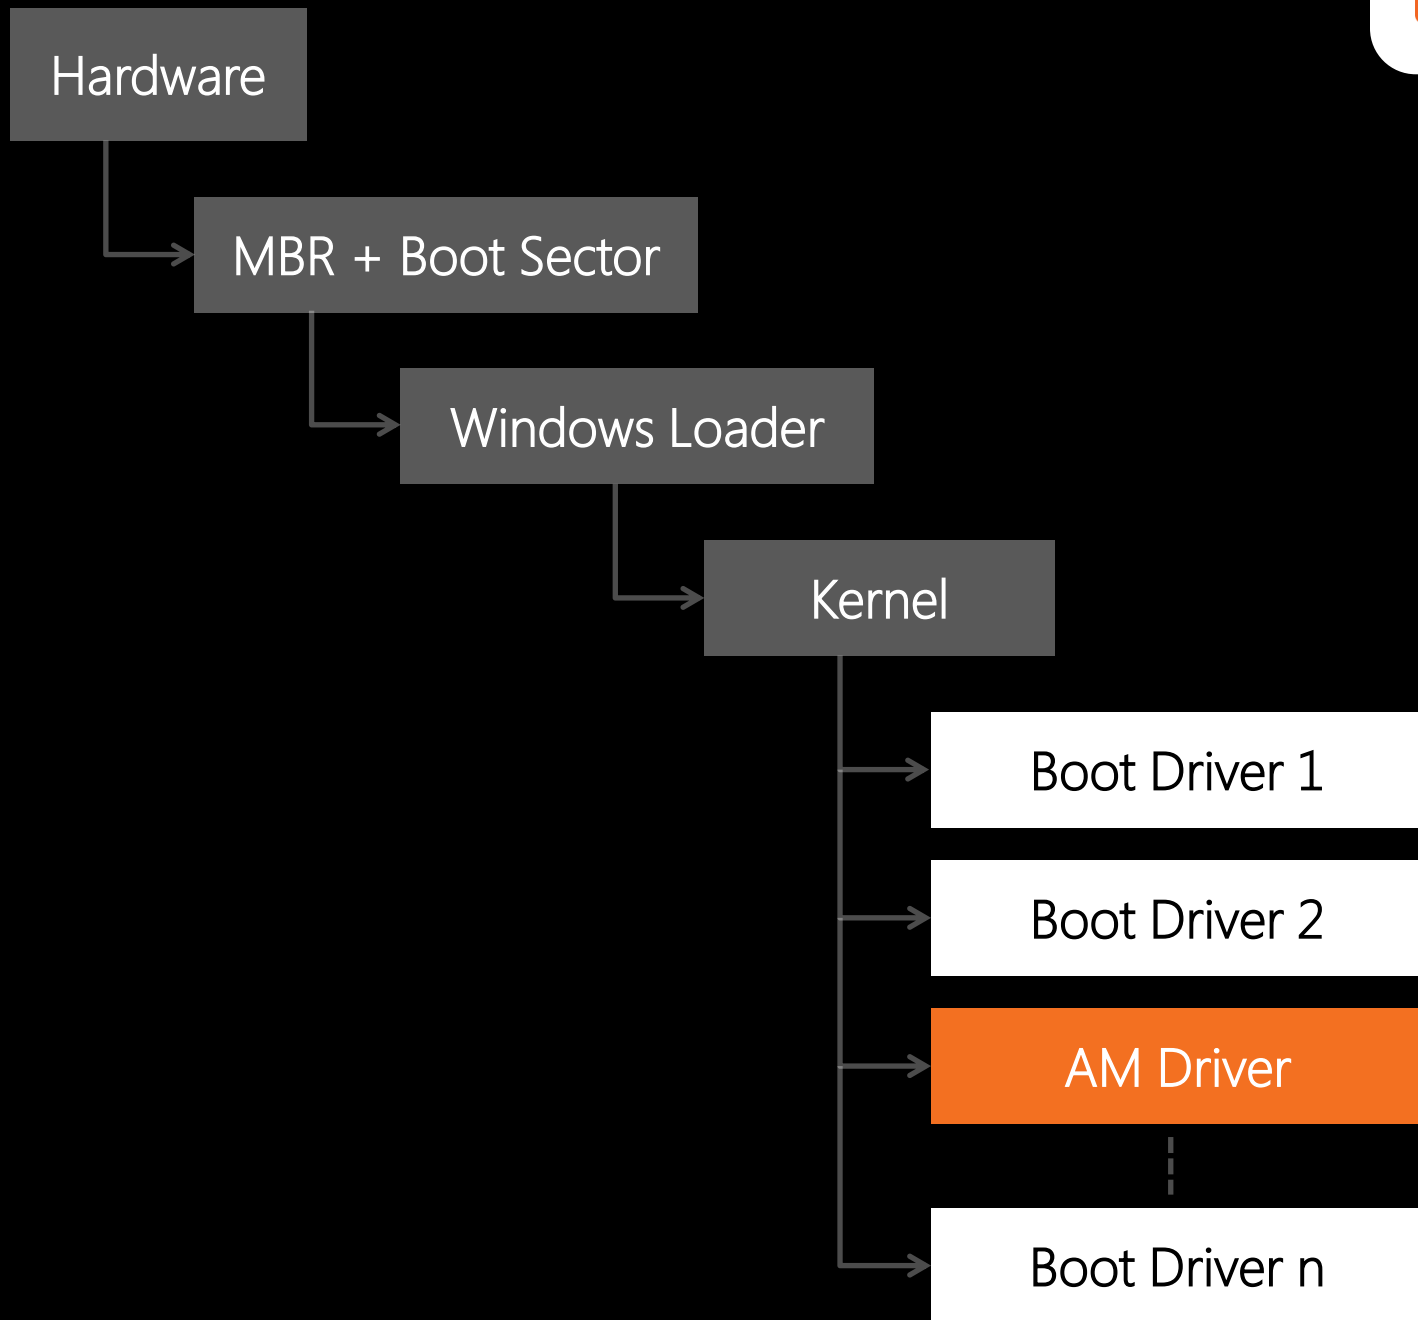 Hardware
MBR + Boot Sector
Windows Loader
Kernel
Boot Driver 1
Boot Driver 2
AM Driver
Boot Driver n